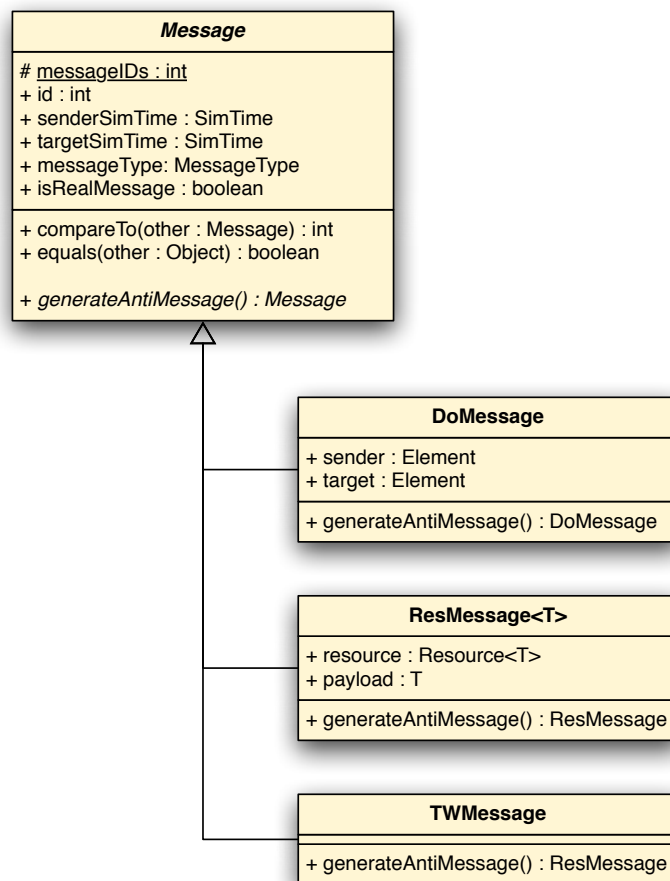 Message
# messageIDs : int
+ id : int
+ senderSimTime : SimTime
+ targetSimTime : SimTime
+ messageType: MessageType
+ isRealMessage : boolean
+ compareTo(other : Message) : int
+ equals(other : Object) : boolean
+ generateAntiMessage() : Message
DoMessage
+ sender : Element
+ target : Element
+ generateAntiMessage() : DoMessage
ResMessage<T>
+ resource : Resource<T>
+ payload : T
+ generateAntiMessage() : ResMessage
TWMessage
+ generateAntiMessage() : ResMessage